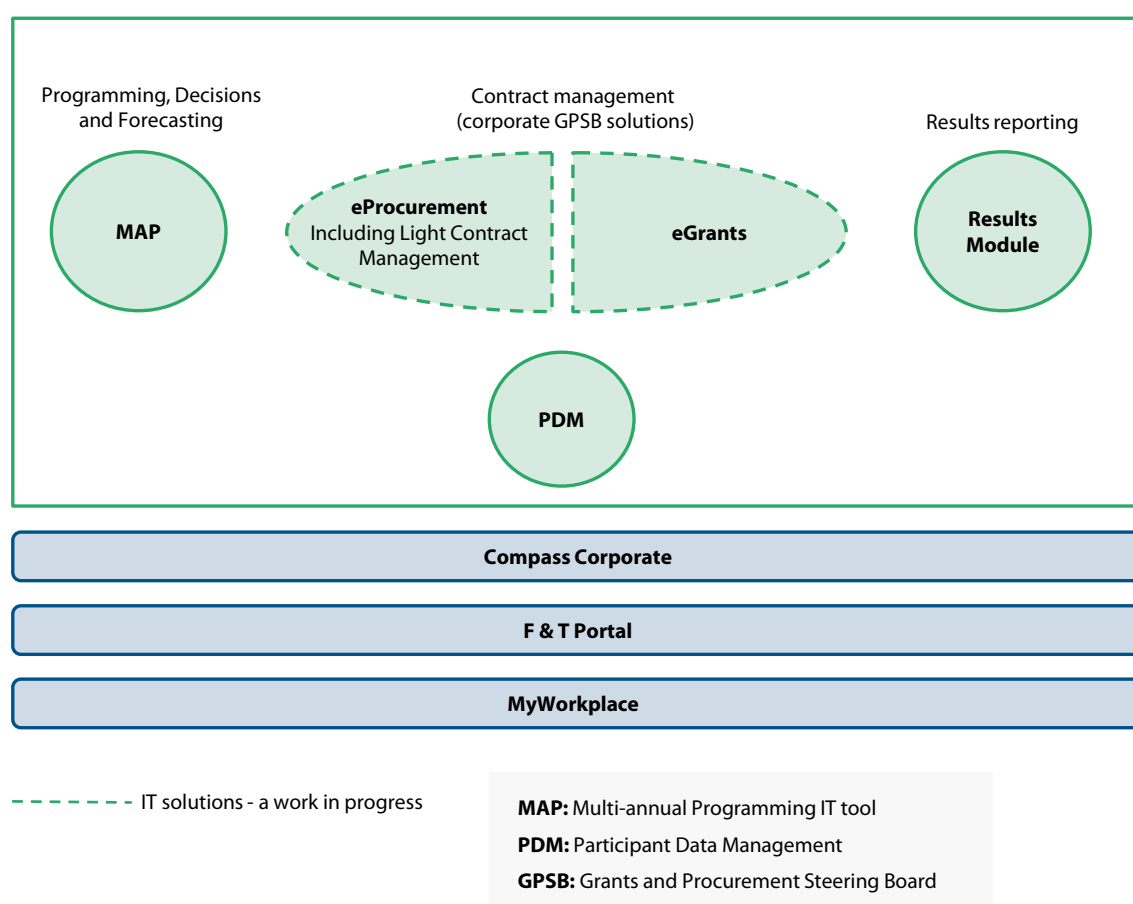 Programming, Decisions
and Forecasting
Contract management
(corporate GPSB solutions)
Results reporting
MAP
eProcurement
Including Light Contract
Management
eGrants
Results
Module
PDM
Compass Corporate
F & T Portal
MyWorkplace
IT solutions - a work in progress
MAP: Multi-annual Programming IT tool
PDM: Participant Data Management
GPSB: Grants and Procurement Steering Board